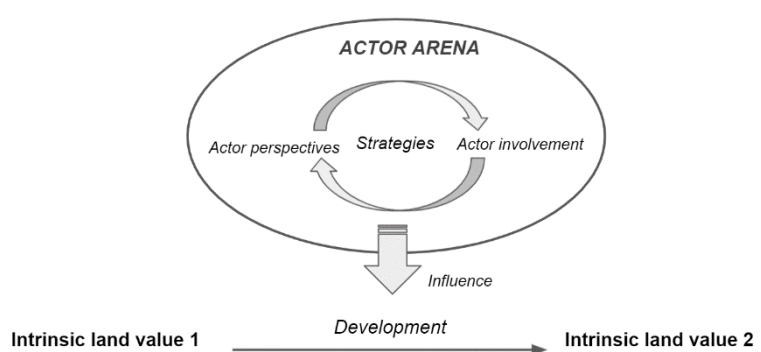 ACTOR ARENA
Actor perspectives Strategies Actor involvement
Influence
Development
Intrinsic land value 1 Intrinsic land value 2